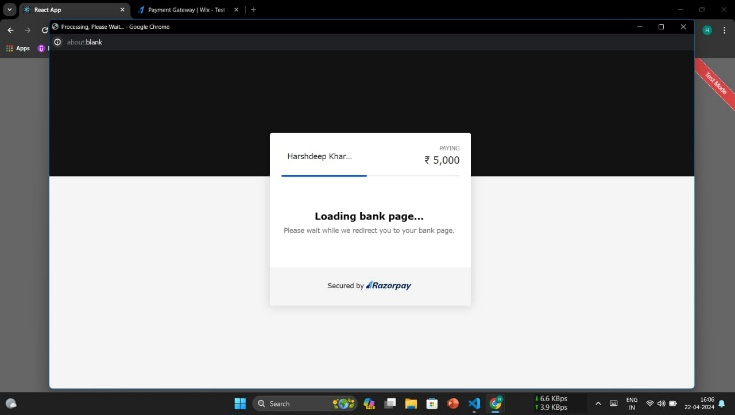 React App
Payment Gateway | Wix - Test
Processing, Please Wait... - Google Chrome
Apps
about:blank
Test Mode
Harshdeep Khar...
PAYING
₹ 5,000
Loading bank page...
Please wait while we redirect you to your bank page.
Secured by Razorpay
Search
6.6 KBps
3.9 KBps
ENG
IN
16:06
22-04-2024